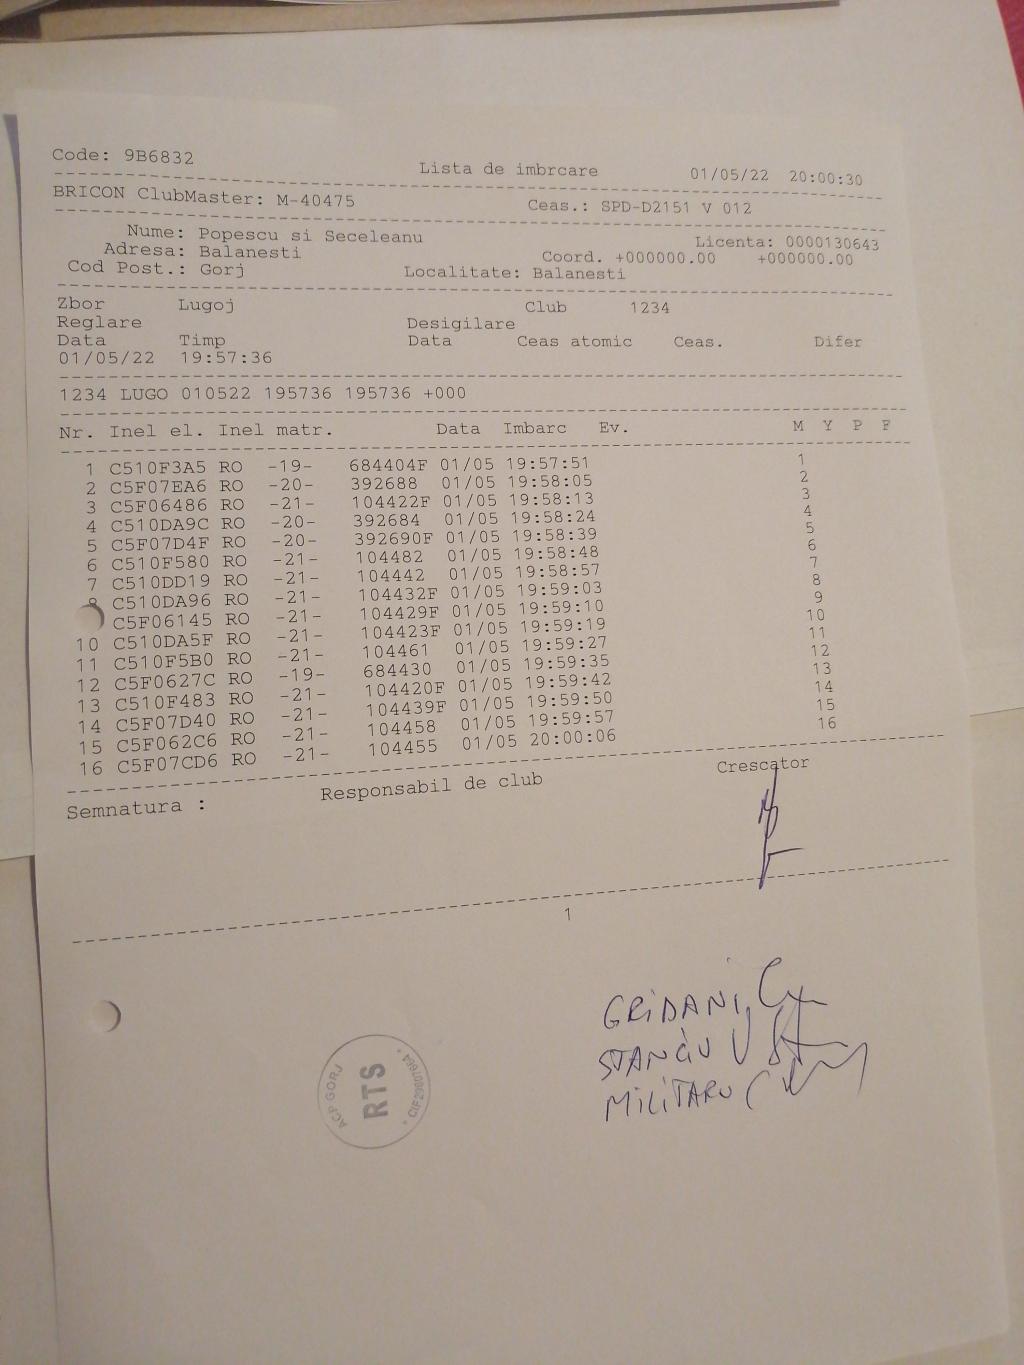 Code: 9B6832
Lista de imbrcare 01/05/22 20:00:30
BRICON ClubMaster: M-40475 Ceas.: SPD-D2151 V 012
Nume: Popescu si Seceleanu Licenta: 0000130643
Adresa: Balanesti Coord. +000000.00 +000000.00
Cod Post.: Gorj Localitate: Balanesti
Zbor Lugoj Club 1234
Reglare Desigilare
Data Timp Data Ceas atomic Ceas. Difer
01/05/22 19:57:36
1234 LUGO 010522 195736 195736 +000
Nr. Inel el. Inel matr. Data Imbarc Ev. M Y P F
1 C510F3A5 RO -19- 684404F 01/05 19:57:51 1
2 C5F07EA6 RO -20- 392688 01/05 19:58:05 2
3 C5F06486 RO -21- 104422F 01/05 19:58:13 3
4 C510DA9C RO -20- 392684 01/05 19:58:24 4
5 C5F07D4F RO -20- 392690F 01/05 19:58:39 5
6 C510F580 RO -21- 104482 01/05 19:58:48 6
7 C510DD19 RO -21- 104442 01/05 19:58:57 7
8 C510DA96 RO -21- 104432F 01/05 19:59:03 8
C5F06145 RO -21- 104429F 01/05 19:59:10 9
10 C510DA5F RO -21- 104423F 01/05 19:59:19 10
11 C510F5B0 RO -21- 104461 01/05 19:59:27 11
12 C5F0627C RO -19- 684430 01/05 19:59:35 12
13 C510F483 RO -21- 104420F 01/05 19:59:42 13
14 C5F07D40 RO -21- 104439F 01/05 19:59:50 14
15 C5F062C6 RO -21- 104458 01/05 19:59:57 15
16 C5F07CD6 RO -21- 104455 01/05 20:00:06 16
Semnatura : Responsabil de club Crescator
1
GRIDANI
STANCIU V
MILITARU C
ACP GORJ
RTS
* CIF29807664 *